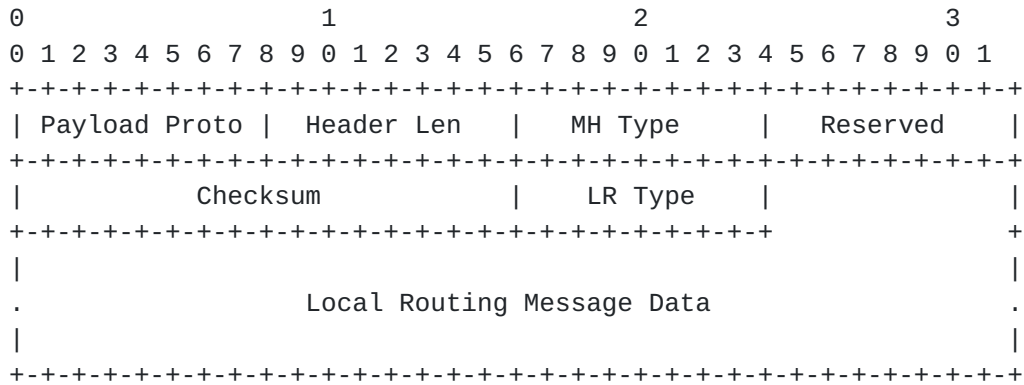 0                   1                   2                   3
0 1 2 3 4 5 6 7 8 9 0 1 2 3 4 5 6 7 8 9 0 1 2 3 4 5 6 7 8 9 0 1
+-+-+-+-+-+-+-+-+-+-+-+-+-+-+-+-+-+-+-+-+-+-+-+-+-+-+-+-+-+-+-+-+
| Payload Proto |  Header Len   |   MH Type     |   Reserved    |
+-+-+-+-+-+-+-+-+-+-+-+-+-+-+-+-+-+-+-+-+-+-+-+-+-+-+-+-+-+-+-+-+
|           Checksum            |    LR Type    |               |
+-+-+-+-+-+-+-+-+-+-+-+-+-+-+-+-+-+-+-+-+-+-+-+-+               +
|                                                               |
.                  Local Routing Message Data                   .
|                                                               |
+-+-+-+-+-+-+-+-+-+-+-+-+-+-+-+-+-+-+-+-+-+-+-+-+-+-+-+-+-+-+-+-+